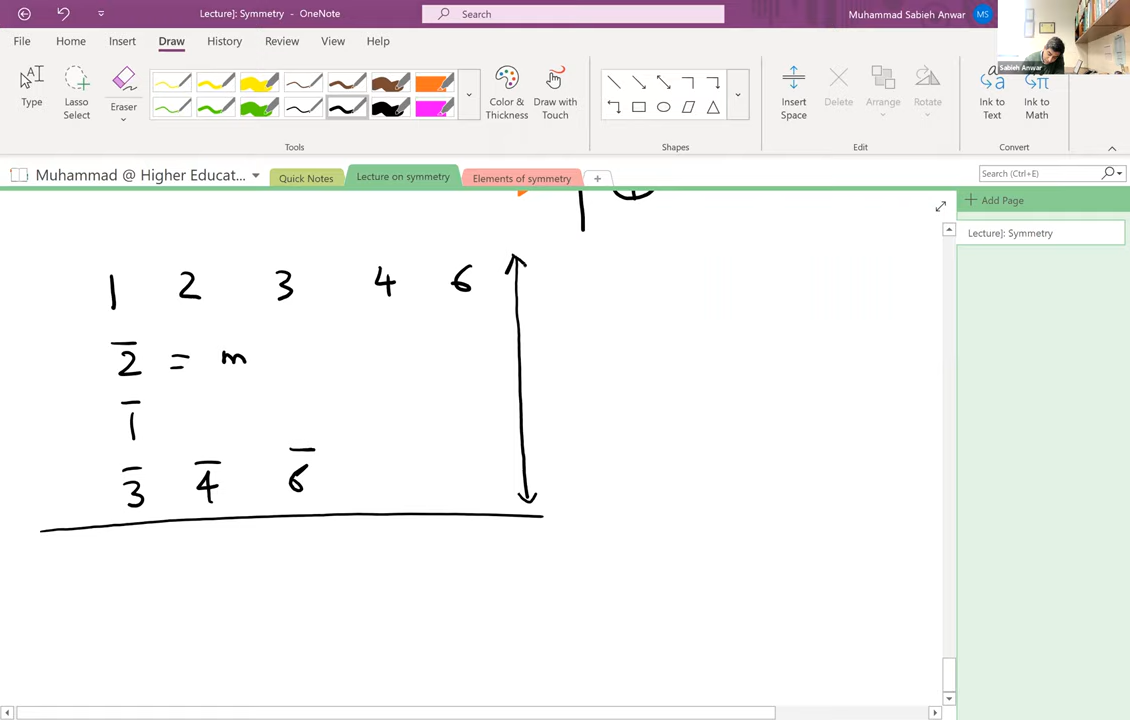 Lecture]: Symmetry - OneNote
Search
Muhammad Sabieh Anwar
MS
File Home Insert Draw History Review View Help
Sabieh Anwar
Type
Lasso Select
Eraser
Color & Thickness
Draw with Touch
Insert Space
Delete
Arrange
Rotate
Ink to Text
Ink to Math
Tools
Shapes
Edit
Convert
Muhammad @ Higher Educat...
Quick Notes
Lecture on symmetry
Elements of symmetry
Search (Ctrl+E)
Add Page
Lecture]: Symmetry
1 2 3 4 6
2̅ = m
1̅
3̅ 4̅ 6̅